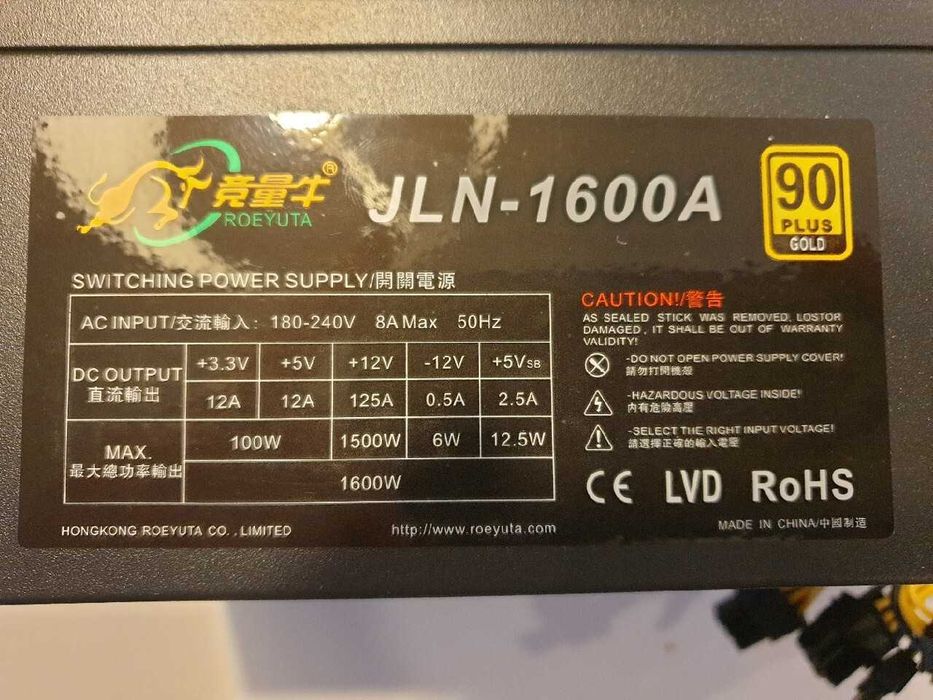 竞量牛®
ROEYUTA
JLN-1600A
90
PLUS
GOLD
SWITCHING POWER SUPPLY/開關電源
AC INPUT/交流輸入: 180-240V 8A Max 50Hz
DC OUTPUT
直流輸出
+3.3V +5V +12V -12V +5VSB
12A 12A 125A 0.5A 2.5A
MAX.
最大總功率輸出
100W 1500W 6W 12.5W
1600W
CAUTION!/警告
AS SEALED STICK WAS REMOVED, LOSTOR
DAMAGED , IT SHALL BE OUT OF WARRANTY
VALIDITY!
-DO NOT OPEN POWER SUPPLY COVER!
請勿打開機殼
-HAZARDOUS VOLTAGE INSIDE!
内有危險高壓
-SELECT THE RIGHT INPUT VOLTAGE!
請選擇正確的輸入電壓
CE LVD RoHS
HONGKONG ROEYUTA CO. , LIMITED
http://www.roeyuta.com
MADE IN CHINA/中國制造